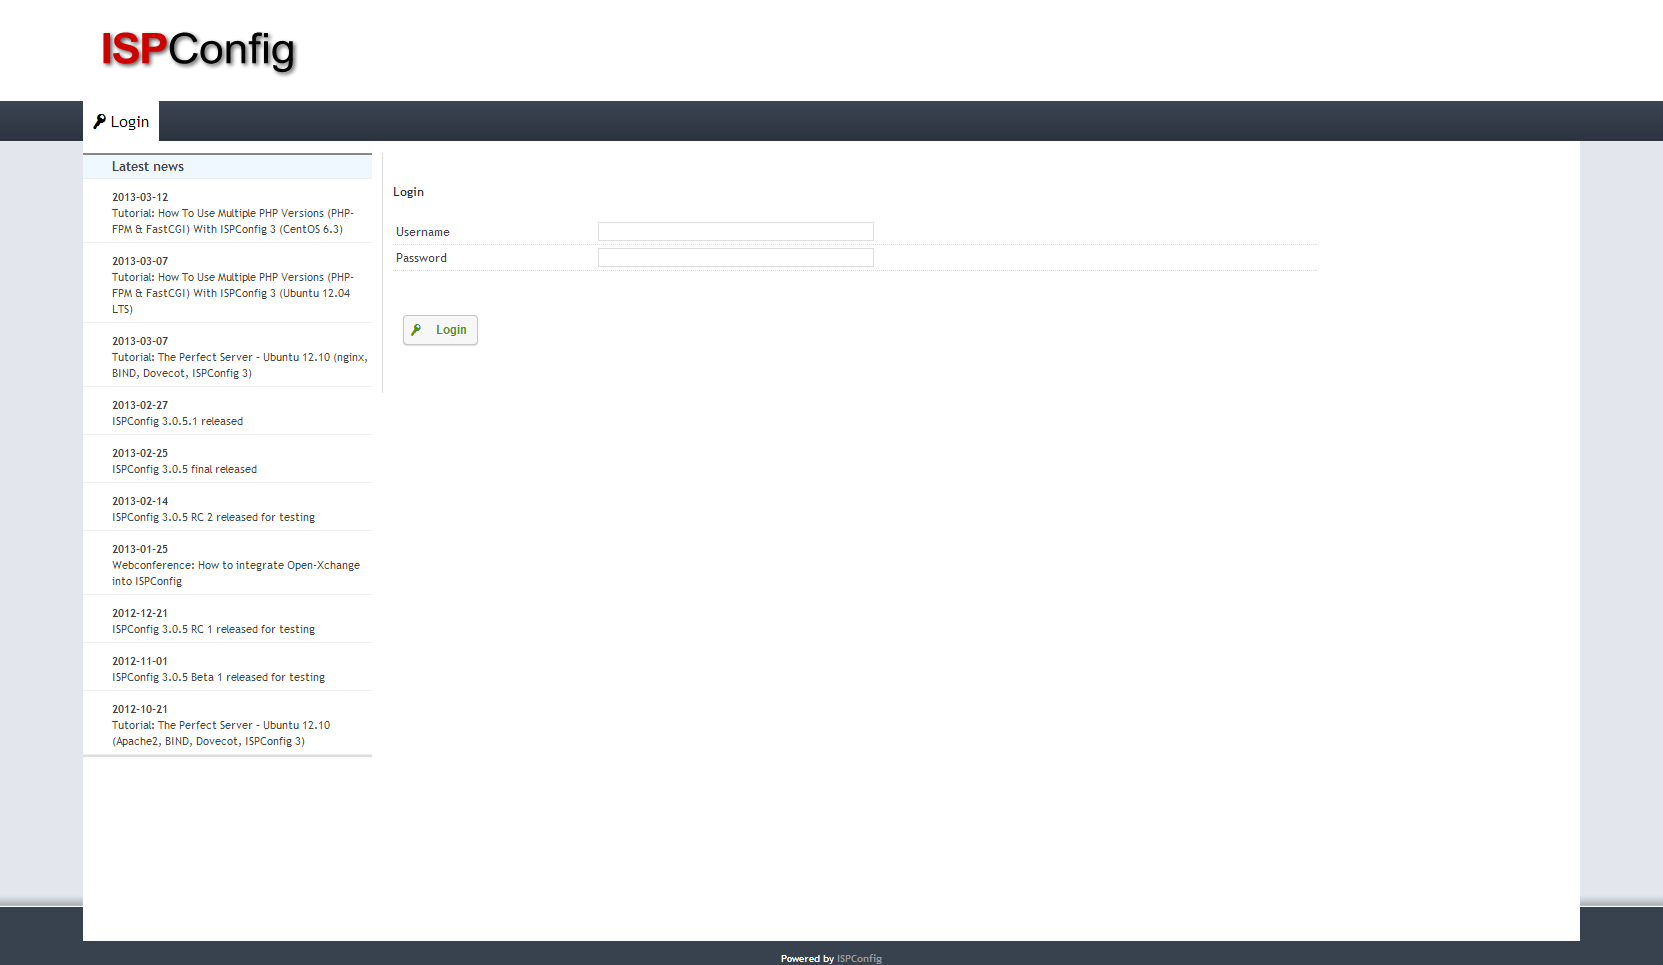 ISPConfig
Login
Latest news
2013-03-12
Tutorial: How To Use Multiple PHP Versions (PHP-
FPM & FastCGI) With ISPConfig 3 (CentOS 6.3)
2013-03-07
Tutorial: How To Use Multiple PHP Versions (PHP-
FPM & FastCGI) With ISPConfig 3 (Ubuntu 12.04
LTS)
2013-03-07
Tutorial: The Perfect Server - Ubuntu 12.10 (nginx,
BIND, Dovecot, ISPConfig 3)
2013-02-27
ISPConfig 3.0.5.1 released
2013-02-25
ISPConfig 3.0.5 final released
2013-02-14
ISPConfig 3.0.5 RC 2 released for testing
2013-01-25
Webconference: How to integrate Open-Xchange
into ISPConfig
2012-12-21
ISPConfig 3.0.5 RC 1 released for testing
2012-11-01
ISPConfig 3.0.5 Beta 1 released for testing
2012-10-21
Tutorial: The Perfect Server - Ubuntu 12.10
(Apache2, BIND, Dovecot, ISPConfig 3)
Login
Username
Password
Login
Powered by ISPConfig